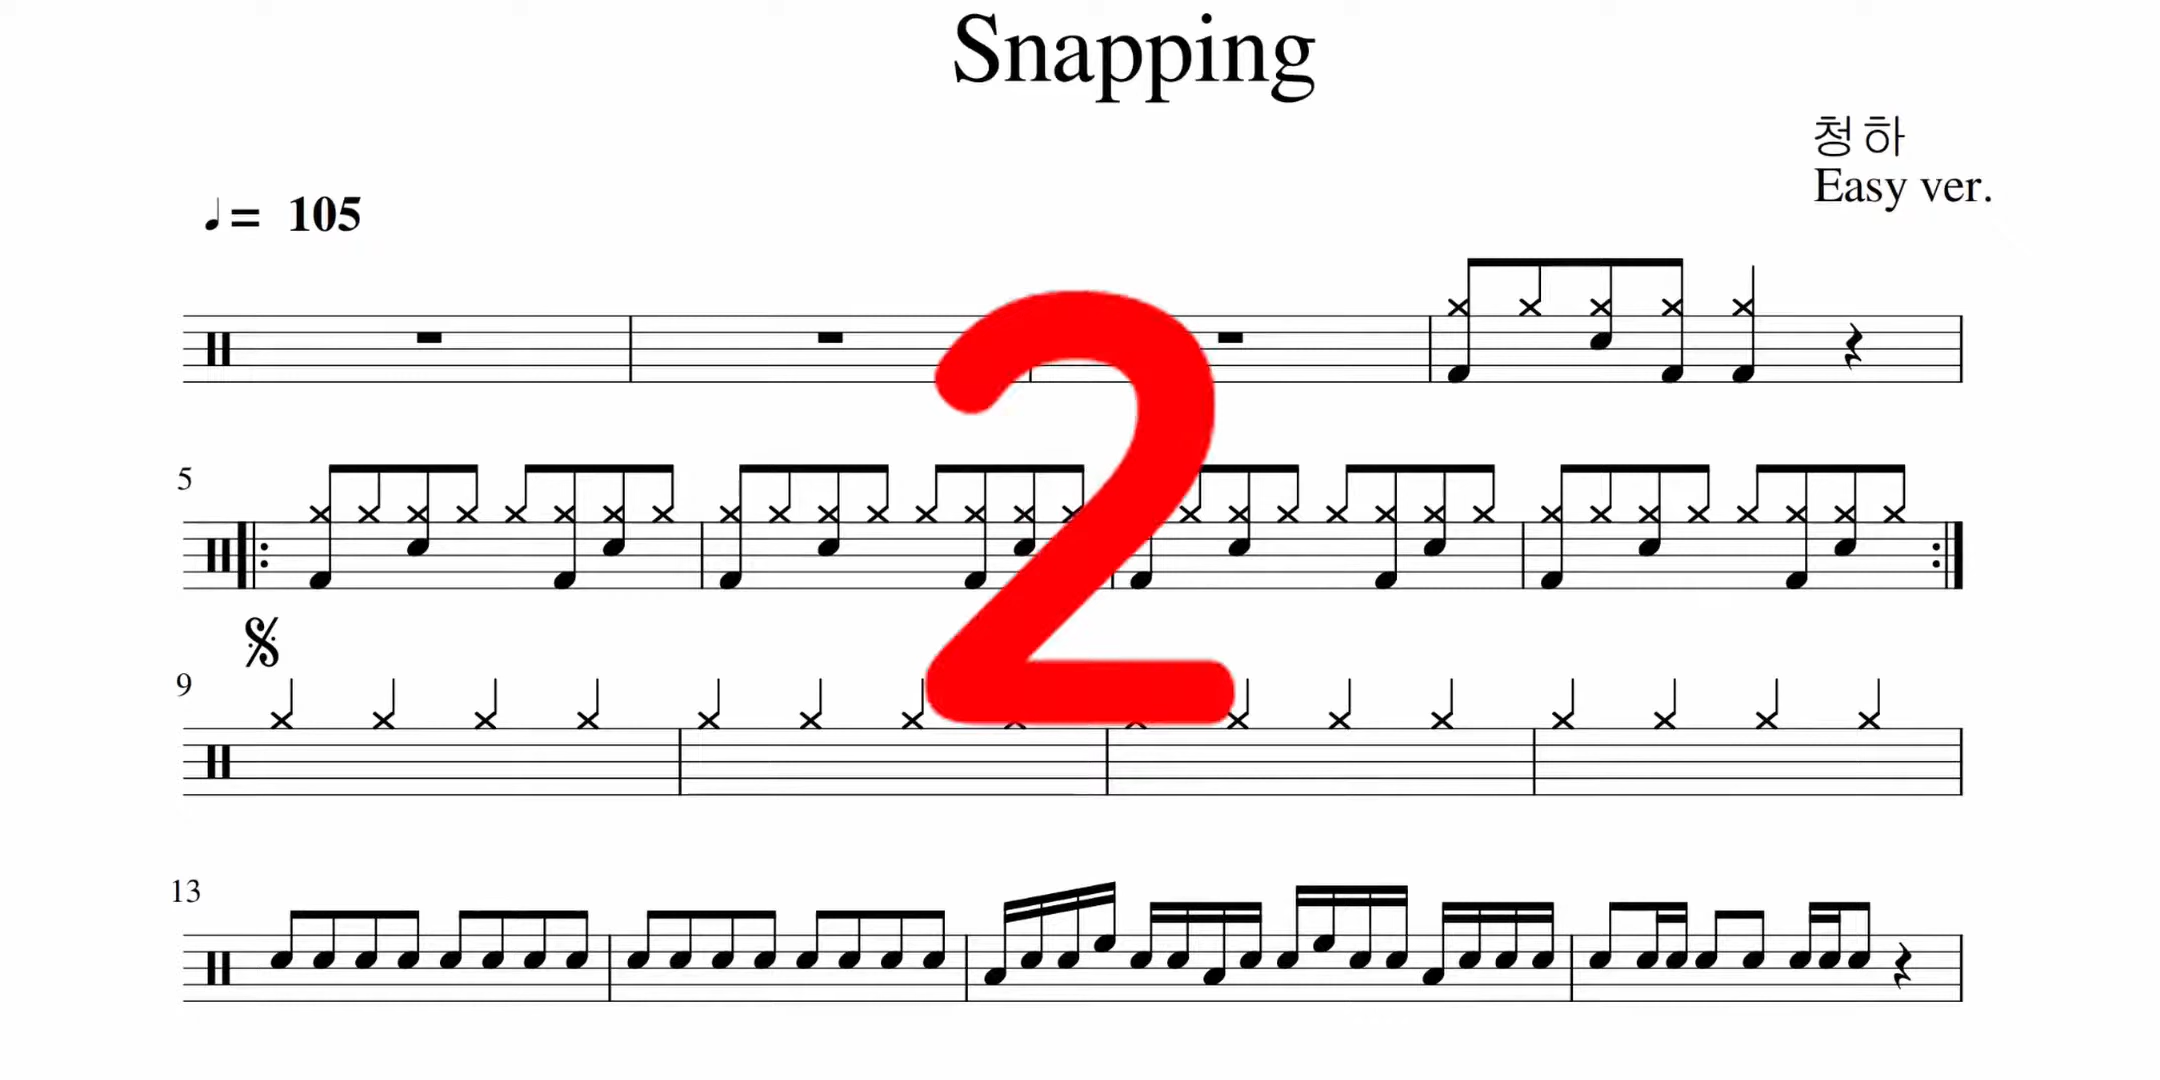 Snapping
청하
Easy ver.
♩= 105
2
5
9
13